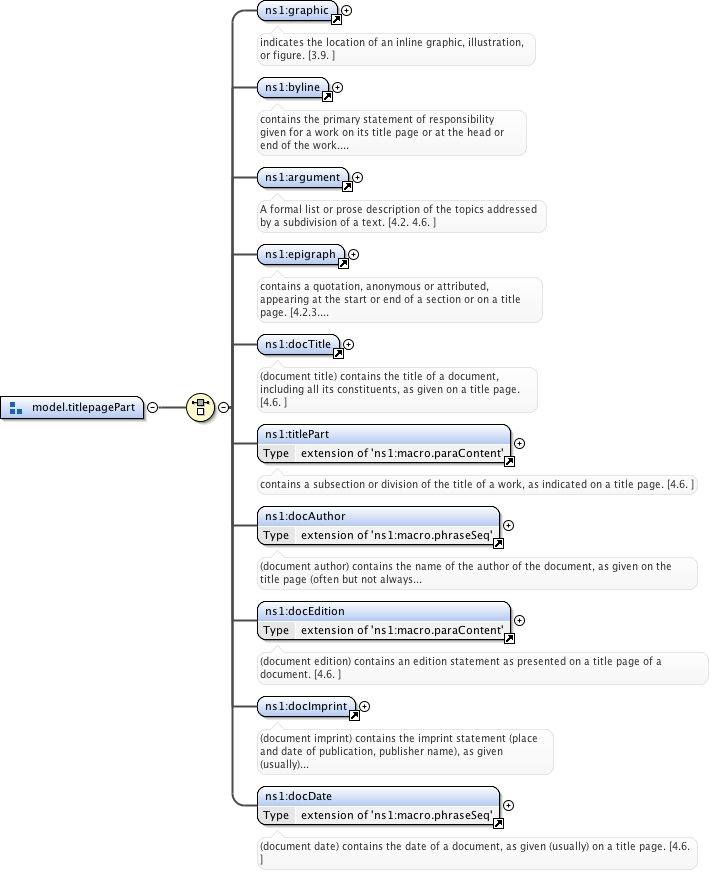 ns1:graphic
indicates the location of an inline graphic, illustration,
or figure. [3.9. ]
ns1:byline
contains the primary statement of responsibility
given for a work on its title page or at the head or
end of the work....
ns1:argument
A formal list or prose description of the topics addressed
by a subdivision of a text. [4.2. 4.6. ]
ns1:epigraph
contains a quotation, anonymous or attributed,
appearing at the start or end of a section or on a title
page. [4.2.3....
ns1:docTitle
(document title) contains the title of a document,
including all its constituents, as given on a title page.
[4.6. ]
model.titlepagePart
ns1:titlePart
Type extension of 'ns1:macro.paraContent'
contains a subsection or division of the title of a work, as indicated on a title page. [4.6. ]
ns1:docAuthor
Type extension of 'ns1:macro.phraseSeq'
(document author) contains the name of the author of the document, as given on the
title page (often but not always...
ns1:docEdition
Type extension of 'ns1:macro.paraContent'
(document edition) contains an edition statement as presented on a title page of a
document. [4.6. ]
ns1:docImprint
(document imprint) contains the imprint statement (place
and date of publication, publisher name), as given
(usually)...
ns1:docDate
Type extension of 'ns1:macro.phraseSeq'
(document date) contains the date of a document, as given (usually) on a title page. [4.6.
]